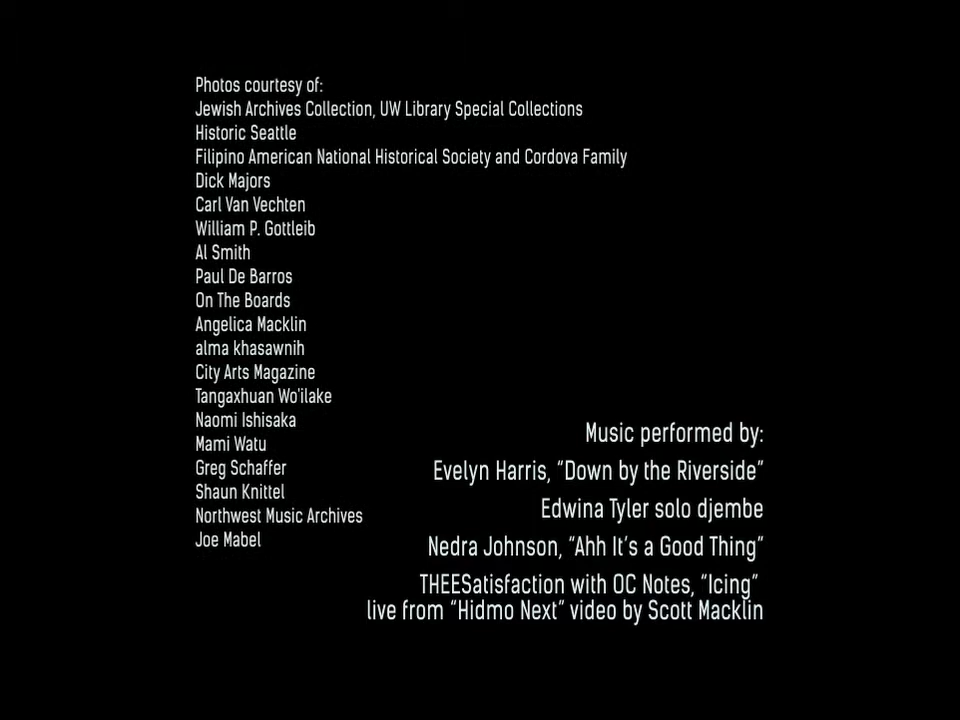 Photos courtesy of:
Jewish Archives Collection, UW Library Special Collections
Historic Seattle
Filipino American National Historical Society and Cordova Family
Dick Majors
Carl Van Vechten
William P. Gottleib
Al Smith
Paul De Barros
On The Boards
Angelica Macklin
alma khasawnih
City Arts Magazine
Tangaxhuan Wo'ilake
Naomi Ishisaka
Mami Watu
Greg Schaffer
Shaun Knittel
Northwest Music Archives
Joe Mabel
Music performed by:
Evelyn Harris, “Down by the Riverside”
Edwina Tyler solo djembe
Nedra Johnson, “Ahh It’s a Good Thing”
THEESatisfaction with OC Notes, “Icing”
live from “Hidmo Next” video by Scott Macklin